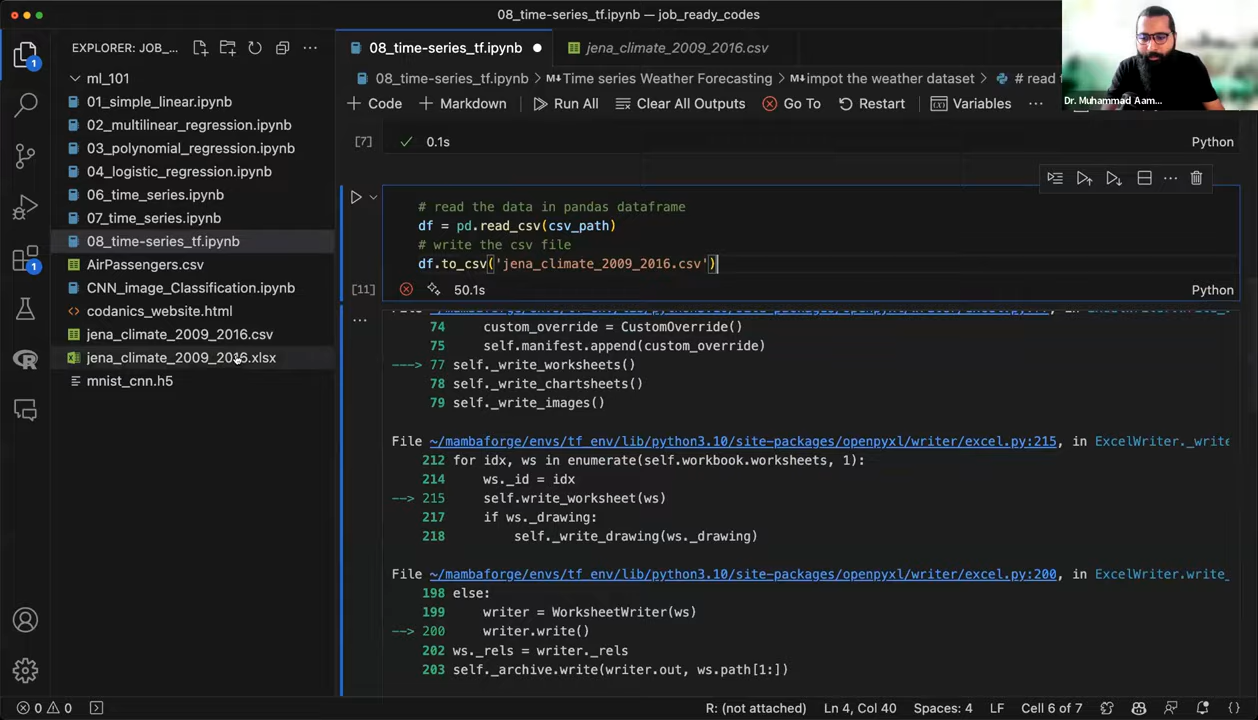 08_time-series_tf.ipynb — job_ready_codes
EXPLORER: JOB_...
08_time-series_tf.ipynb
jena_climate_2009_2016.csv
Dr. Muhammad Aam...
1
1
08_time-series_tf.ipynb > M↓Time series Weather Forecasting > M↓impot the weather dataset > # read t
+ Code + Markdown Run All Clear All Outputs Go To Restart Variables ...
ml_101
01_simple_linear.ipynb
02_multilinear_regression.ipynb
03_polynomial_regression.ipynb
04_logistic_regression.ipynb
06_time_series.ipynb
07_time_series.ipynb
08_time-series_tf.ipynb
AirPassengers.csv
CNN_image_Classification.ipynb
codanics_website.html
jena_climate_2009_2016.csv
jena_climate_2009_2016.xlsx
mnist_cnn.h5
[7] 0.1s Python
# read the data in pandas dataframe
df = pd.read_csv(csv_path)
# write the csv file
df.to_csv('jena_climate_2009_2016.csv')
[11] 50.1s Python
74 custom_override = CustomOverride()
75 self.manifest.append(custom_override)
---> 77 self._write_worksheets()
78 self._write_chartsheets()
79 self._write_images()
File ~/mambaforge/envs/tf_env/lib/python3.10/site-packages/openpyxl/writer/excel.py:215, in ExcelWriter._write
212 for idx, ws in enumerate(self.workbook.worksheets, 1):
214 ws._id = idx
--> 215 self.write_worksheet(ws)
217 if ws._drawing:
218 self._write_drawing(ws._drawing)
File ~/mambaforge/envs/tf_env/lib/python3.10/site-packages/openpyxl/writer/excel.py:200, in ExcelWriter.write_
198 else:
199 writer = WorksheetWriter(ws)
--> 200 writer.write()
202 ws._rels = writer._rels
203 self._archive.write(writer.out, ws.path[1:])
0 0 R: (not attached) Ln 4, Col 40 Spaces: 4 LF Cell 6 of 7